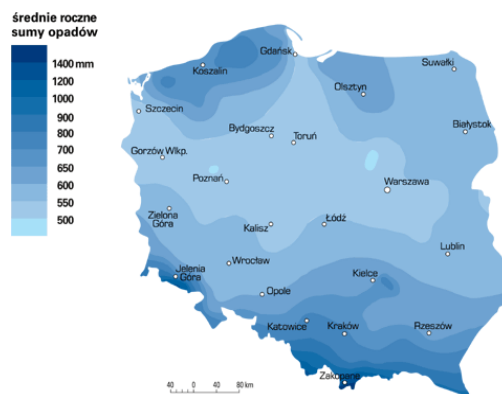 średnie roczne
sumy opadów
1400 mm
1200
1000
900
800
700
650
600
550
500
Gdańsk
Koszalin
Suwałki
Olsztyn
Szczecin
Białystok
Bydgoszcz
Toruń
Gorzów Wlkp.
Poznań
Warszawa
Zielona
Góra
Kalisz
Łódź
Lublin
Wrocław
Jelenia
Góra
Kielce
Opole
Katowice
Kraków
Rzeszów
Zakopane
40 0 40 80 km